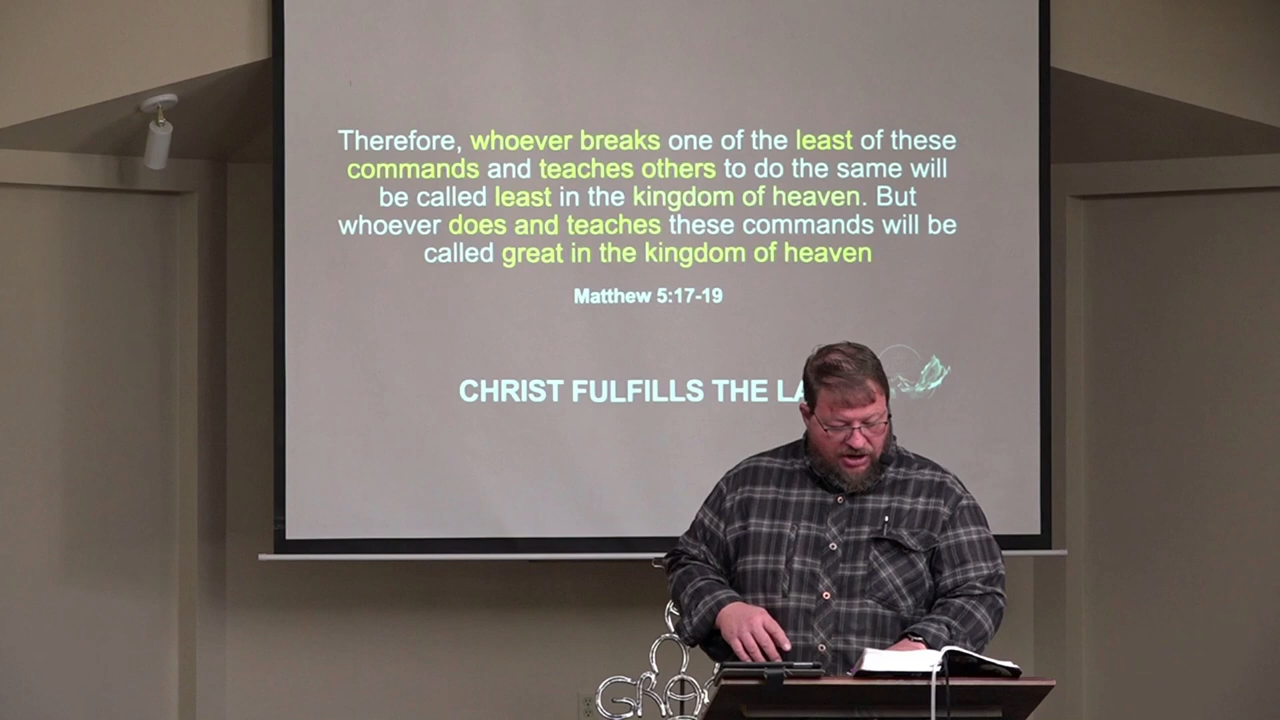 Therefore, whoever breaks one of the least of these
commands and teaches others to do the same will
be called least in the kingdom of heaven. But
whoever does and teaches these commands will be
called great in the kingdom of heaven
Matthew 5:17-19
CHRIST FULFILLS THE LA
GRA